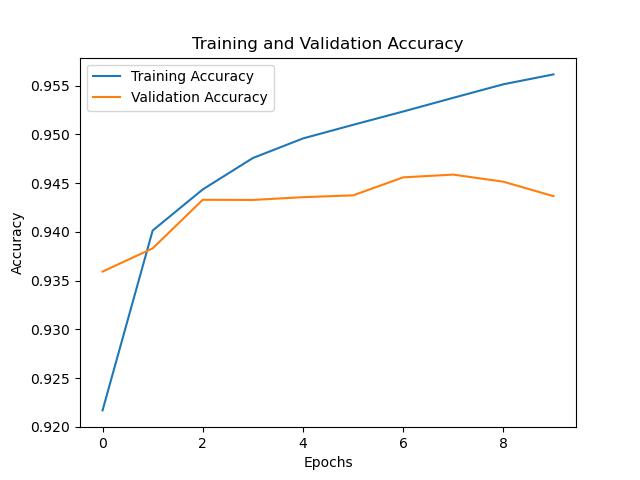 Training and Validation Accuracy
Training Accuracy
Validation Accuracy
0.955
0.950
0.945
0.940
0.935
0.930
0.925
0.920
Accuracy
0 2 4 6 8
Epochs